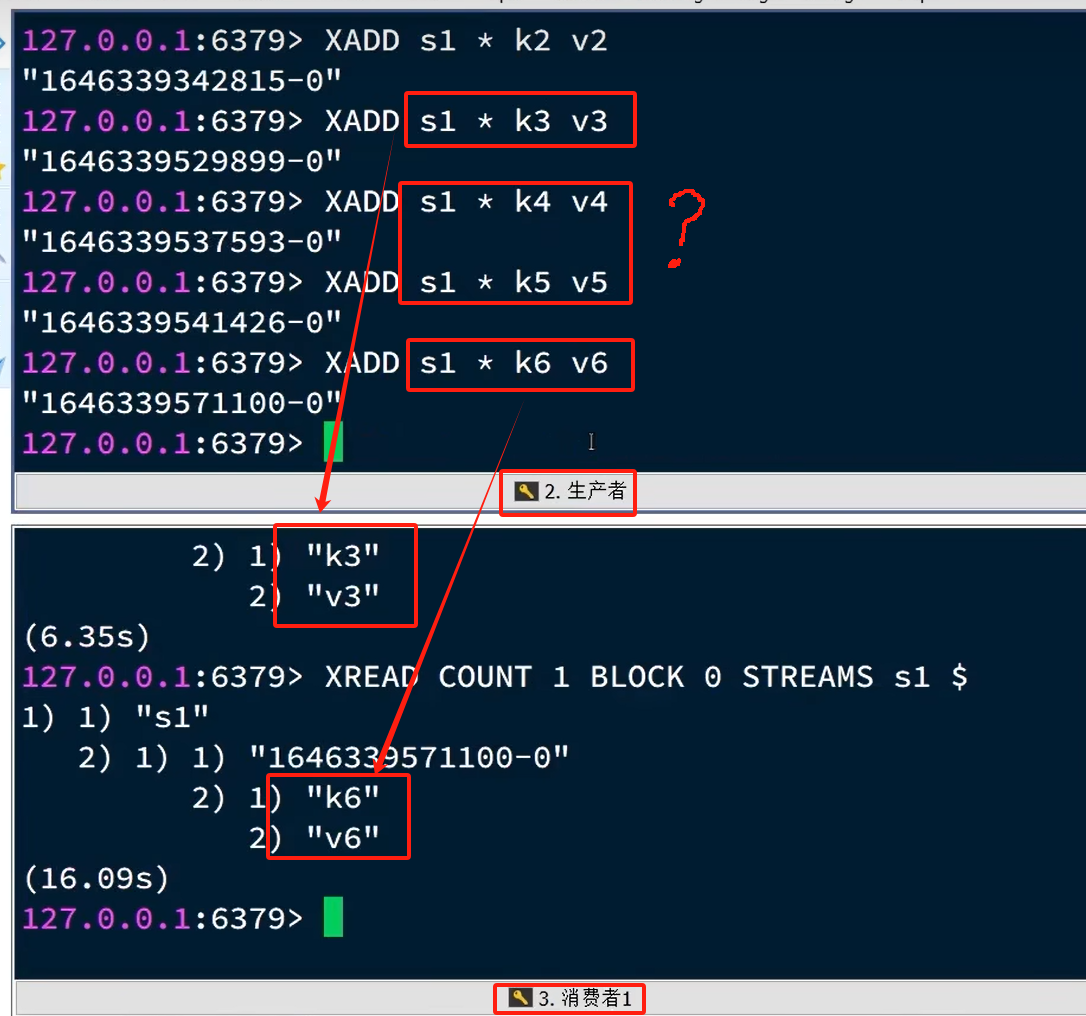 127.0.0.1:6379> XADD s1 * k2 v2
"1646339342815-0"
127.0.0.1:6379> XADD s1 * k3 v3
"1646339529899-0"
127.0.0.1:6379> XADD s1 * k4 v4
"1646339537593-0"
127.0.0.1:6379> XADD s1 * k5 v5
"1646339541426-0"
127.0.0.1:6379> XADD s1 * k6 v6
"1646339571100-0"
127.0.0.1:6379>
?
2. 生产者
2) 1) "k3"
2) "v3"
(6.35s)
127.0.0.1:6379> XREAD COUNT 1 BLOCK 0 STREAMS s1 $
1) 1) "s1"
2) 1) 1) "1646339571100-0"
2) 1) "k6"
2) "v6"
(16.09s)
127.0.0.1:6379>
3. 消费者1